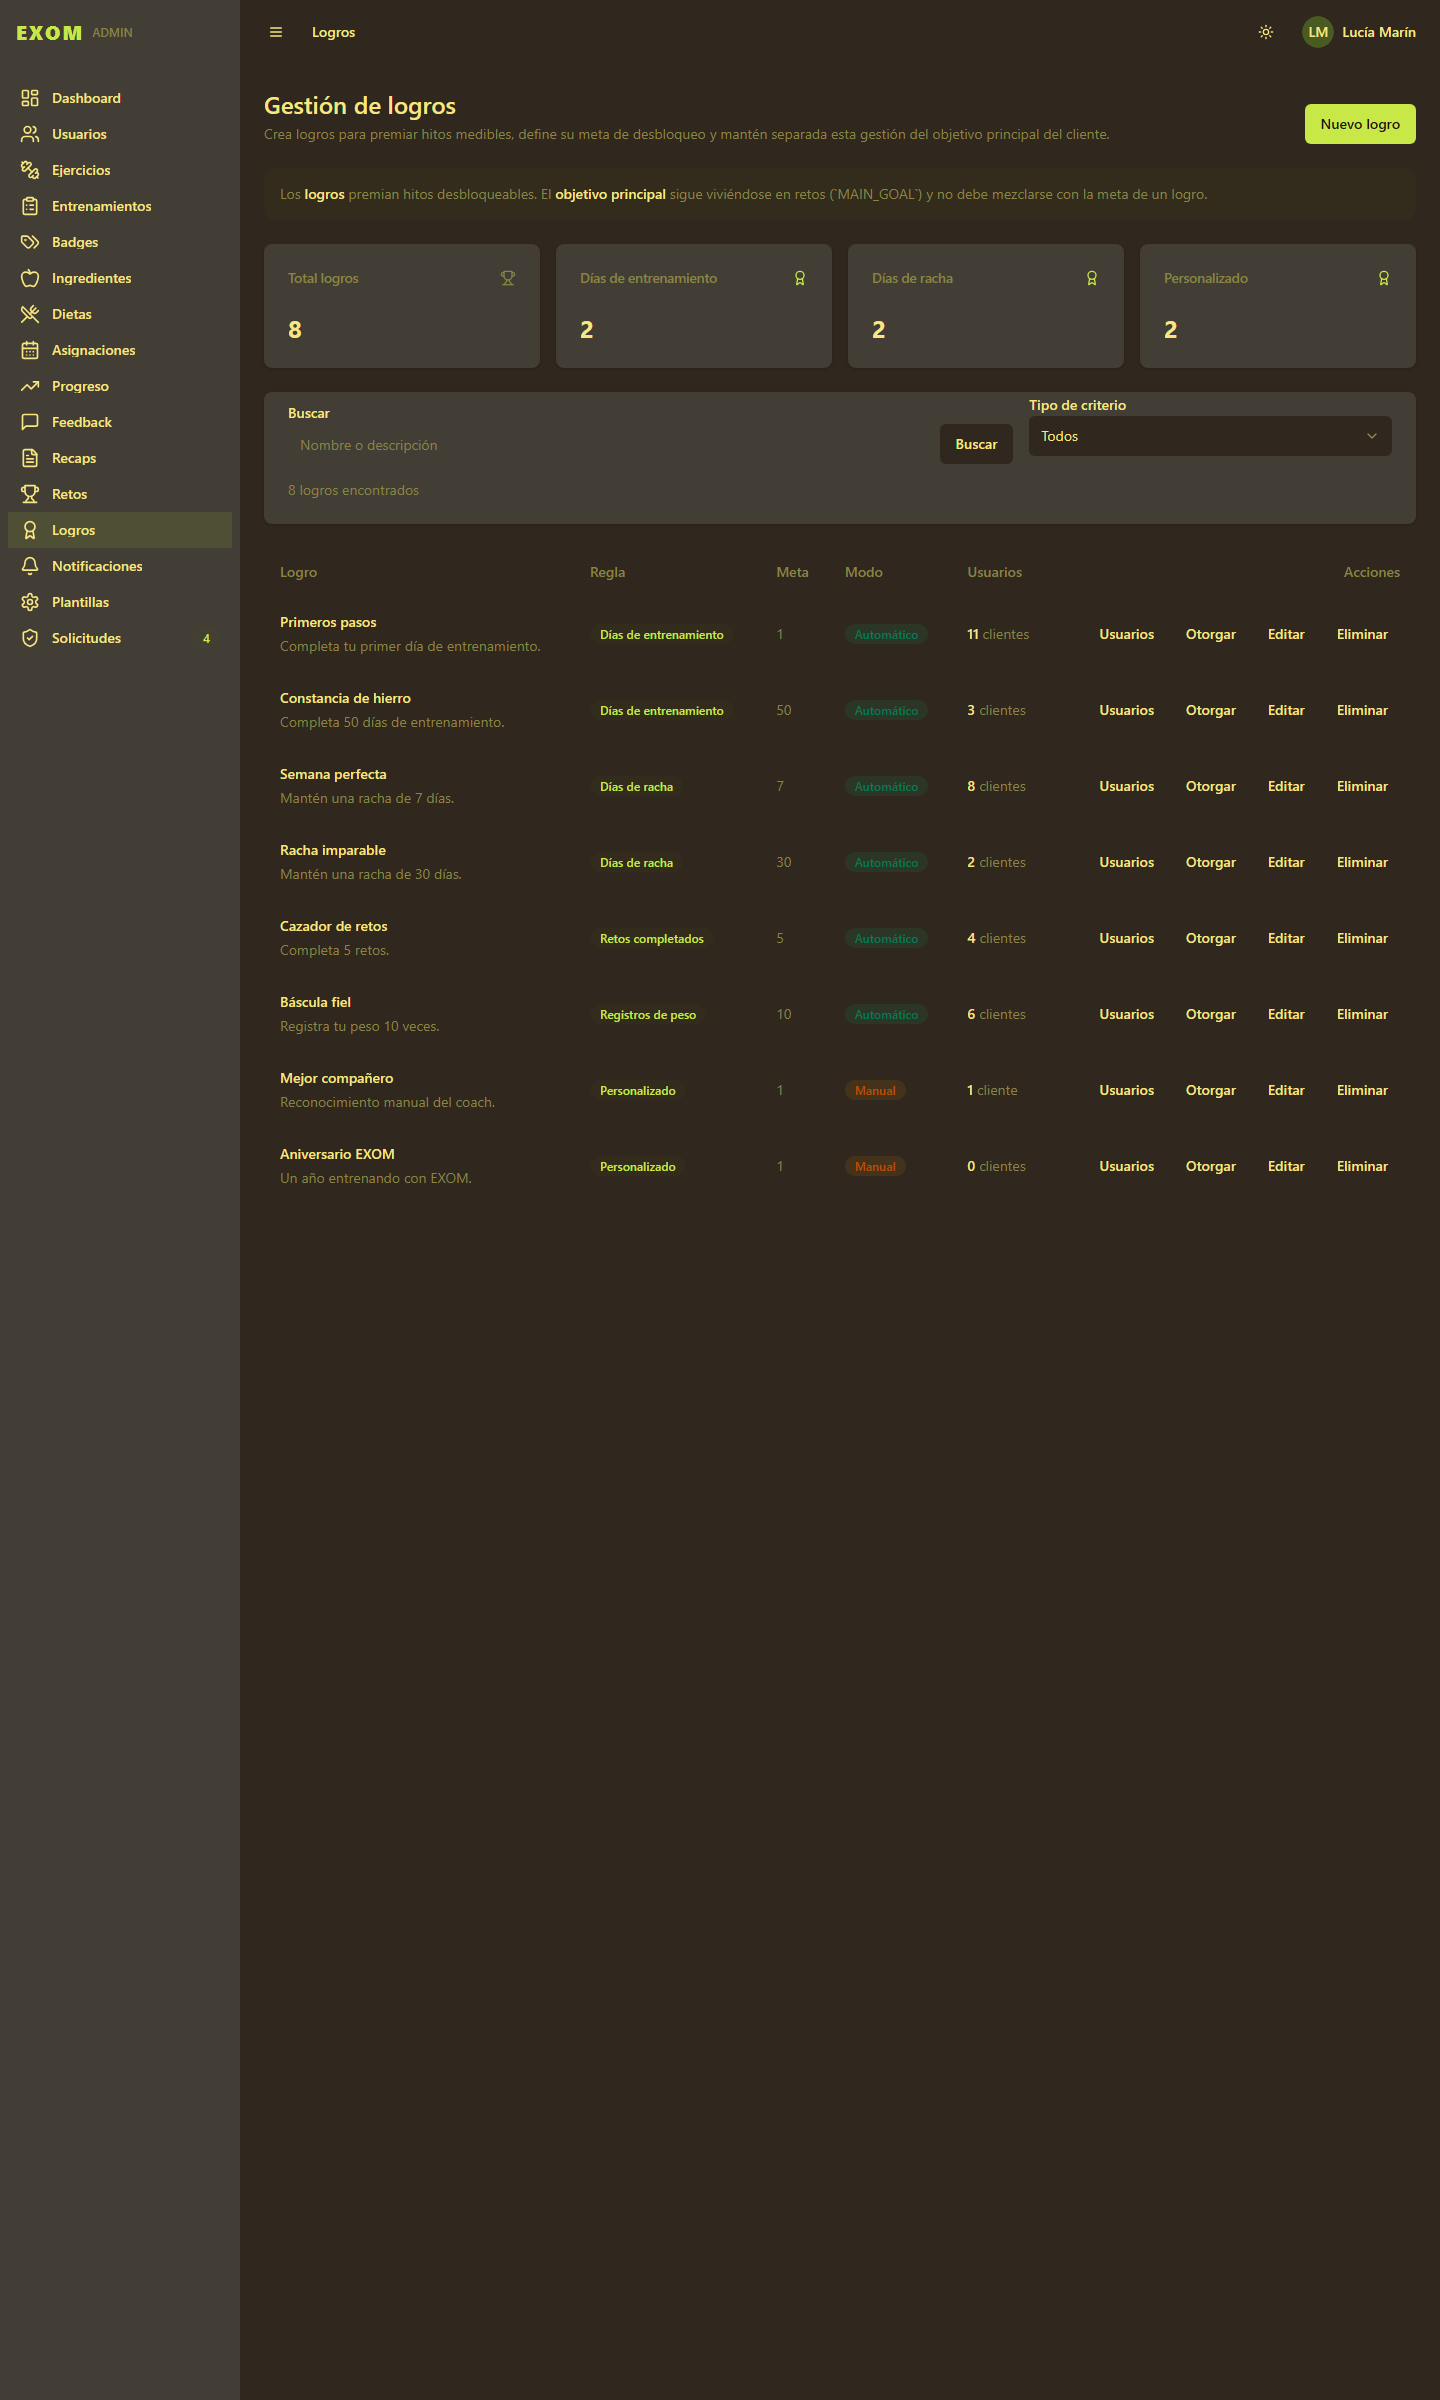 EXOM ADMIN
Dashboard
Usuarios
Ejercicios
Entrenamientos
Badges
Ingredientes
Dietas
Asignaciones
Progreso
Feedback
Recaps
Retos
Logros
Notificaciones
Plantillas
Solicitudes 4
Logros
LM Lucía Marín
Gestión de logros
Crea logros para premiar hitos medibles, define su meta de desbloqueo y mantén separada esta gestión del objetivo principal del cliente.
Nuevo logro
Los logros premian hitos desbloqueables. El objetivo principal sigue viviéndose en retos (`MAIN_GOAL`) y no debe mezclarse con la meta de un logro.
Total logros
8
Días de entrenamiento
2
Días de racha
2
Personalizado
2
Buscar
Nombre o descripción
Buscar
Tipo de criterio
Todos
8 logros encontrados
Logro Regla Meta Modo Usuarios Acciones
Primeros pasos
Completa tu primer día de entrenamiento.
Días de entrenamiento 1 Automático 11 clientes Usuarios Otorgar Editar Eliminar
Constancia de hierro
Completa 50 días de entrenamiento.
Días de entrenamiento 50 Automático 3 clientes Usuarios Otorgar Editar Eliminar
Semana perfecta
Mantén una racha de 7 días.
Días de racha 7 Automático 8 clientes Usuarios Otorgar Editar Eliminar
Racha imparable
Mantén una racha de 30 días.
Días de racha 30 Automático 2 clientes Usuarios Otorgar Editar Eliminar
Cazador de retos
Completa 5 retos.
Retos completados 5 Automático 4 clientes Usuarios Otorgar Editar Eliminar
Báscula fiel
Registra tu peso 10 veces.
Registros de peso 10 Automático 6 clientes Usuarios Otorgar Editar Eliminar
Mejor compañero
Reconocimiento manual del coach.
Personalizado 1 Manual 1 cliente Usuarios Otorgar Editar Eliminar
Aniversario EXOM
Un año entrenando con EXOM.
Personalizado 1 Manual 0 clientes Usuarios Otorgar Editar Eliminar